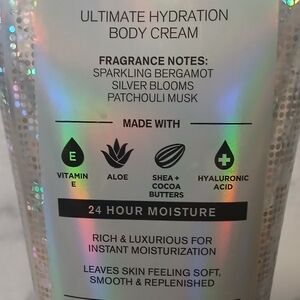 ULTIMATE HYDRATION
BODY CREAM
FRAGRANCE NOTES:
SPARKLING BERGAMOT
SILVER BLOOMS
PATCHOULI MUSK
MADE WITH
E
VITAMIN
E
ALOE
SHEA +
COCOA
BUTTERS
HYALURONIC
ACID
24 HOUR MOISTURE
RICH & LUXURIOUS FOR
INSTANT MOISTURIZATION
LEAVES SKIN FEELING SOFT,
SMOOTH & REPLENISHED